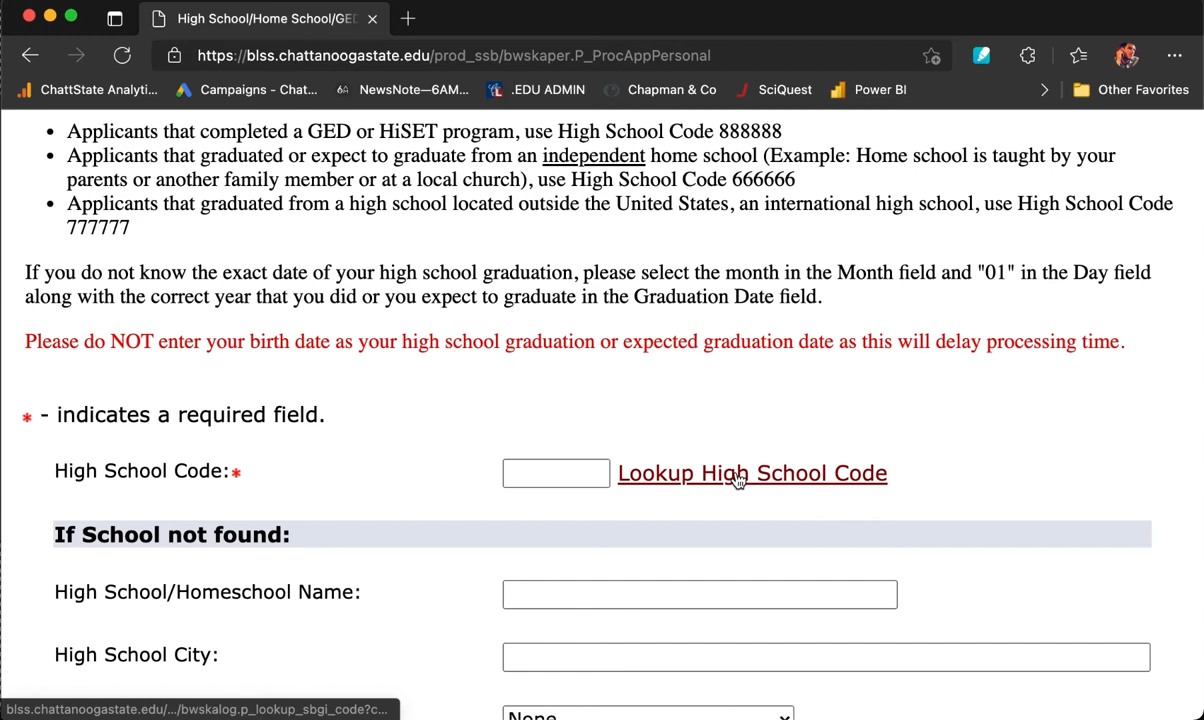 High School/Home School/GE
https://blss.chattanoogastate.edu/prod_ssb/bwskaper.P_ProcAppPersonal
ChattState Analyti... Campaigns - Chat... 6A NewsNote—6AM... .EDU ADMIN Chapman & Co SciQuest Power BI Other Favorites
• Applicants that completed a GED or HiSET program, use High School Code 888888
• Applicants that graduated or expect to graduate from an independent home school (Example: Home school is taught by your
parents or another family member or at a local church), use High School Code 666666
• Applicants that graduated from a high school located outside the United States, an international high school, use High School Code
777777
If you do not know the exact date of your high school graduation, please select the month in the Month field and "01" in the Day field
along with the correct year that you did or you expect to graduate in the Graduation Date field.
Please do NOT enter your birth date as your high school graduation or expected graduation date as this will delay processing time.
* - indicates a required field.
High School Code:* Lookup High School Code
If School not found:
High School/Homeschool Name:
High School City:
None
blss.chattanoogastate.edu/.../bwskalog.p_lookup_sbgi_code?c...